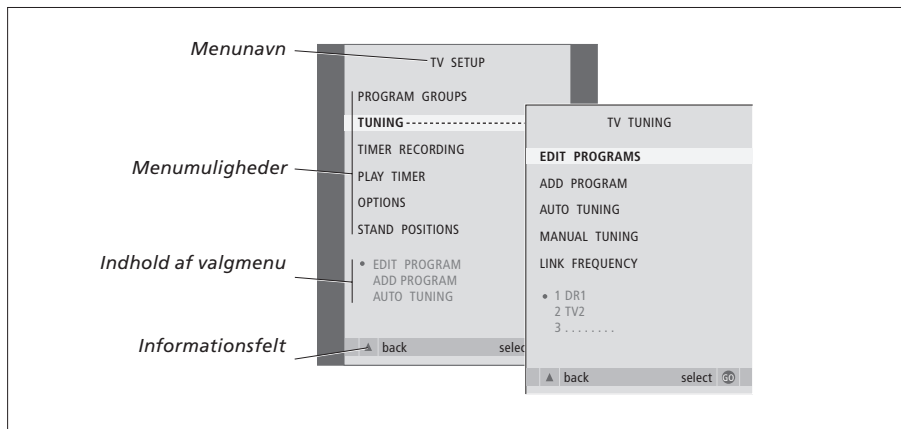 Menunavn
Menumuligheder
Indhold af valgmenu
Informationsfelt
TV SETUP
PROGRAM GROUPS
TUNING
TIMER RECORDING
PLAY TIMER
OPTIONS
STAND POSITIONS
• EDIT PROGRAM
ADD PROGRAM
AUTO TUNING
▲ back selec
TV TUNING
EDIT PROGRAMS
ADD PROGRAM
AUTO TUNING
MANUAL TUNING
LINK FREQUENCY
• 1 DR1
2 TV2
3 . . . . . . . .
▲ back select GO